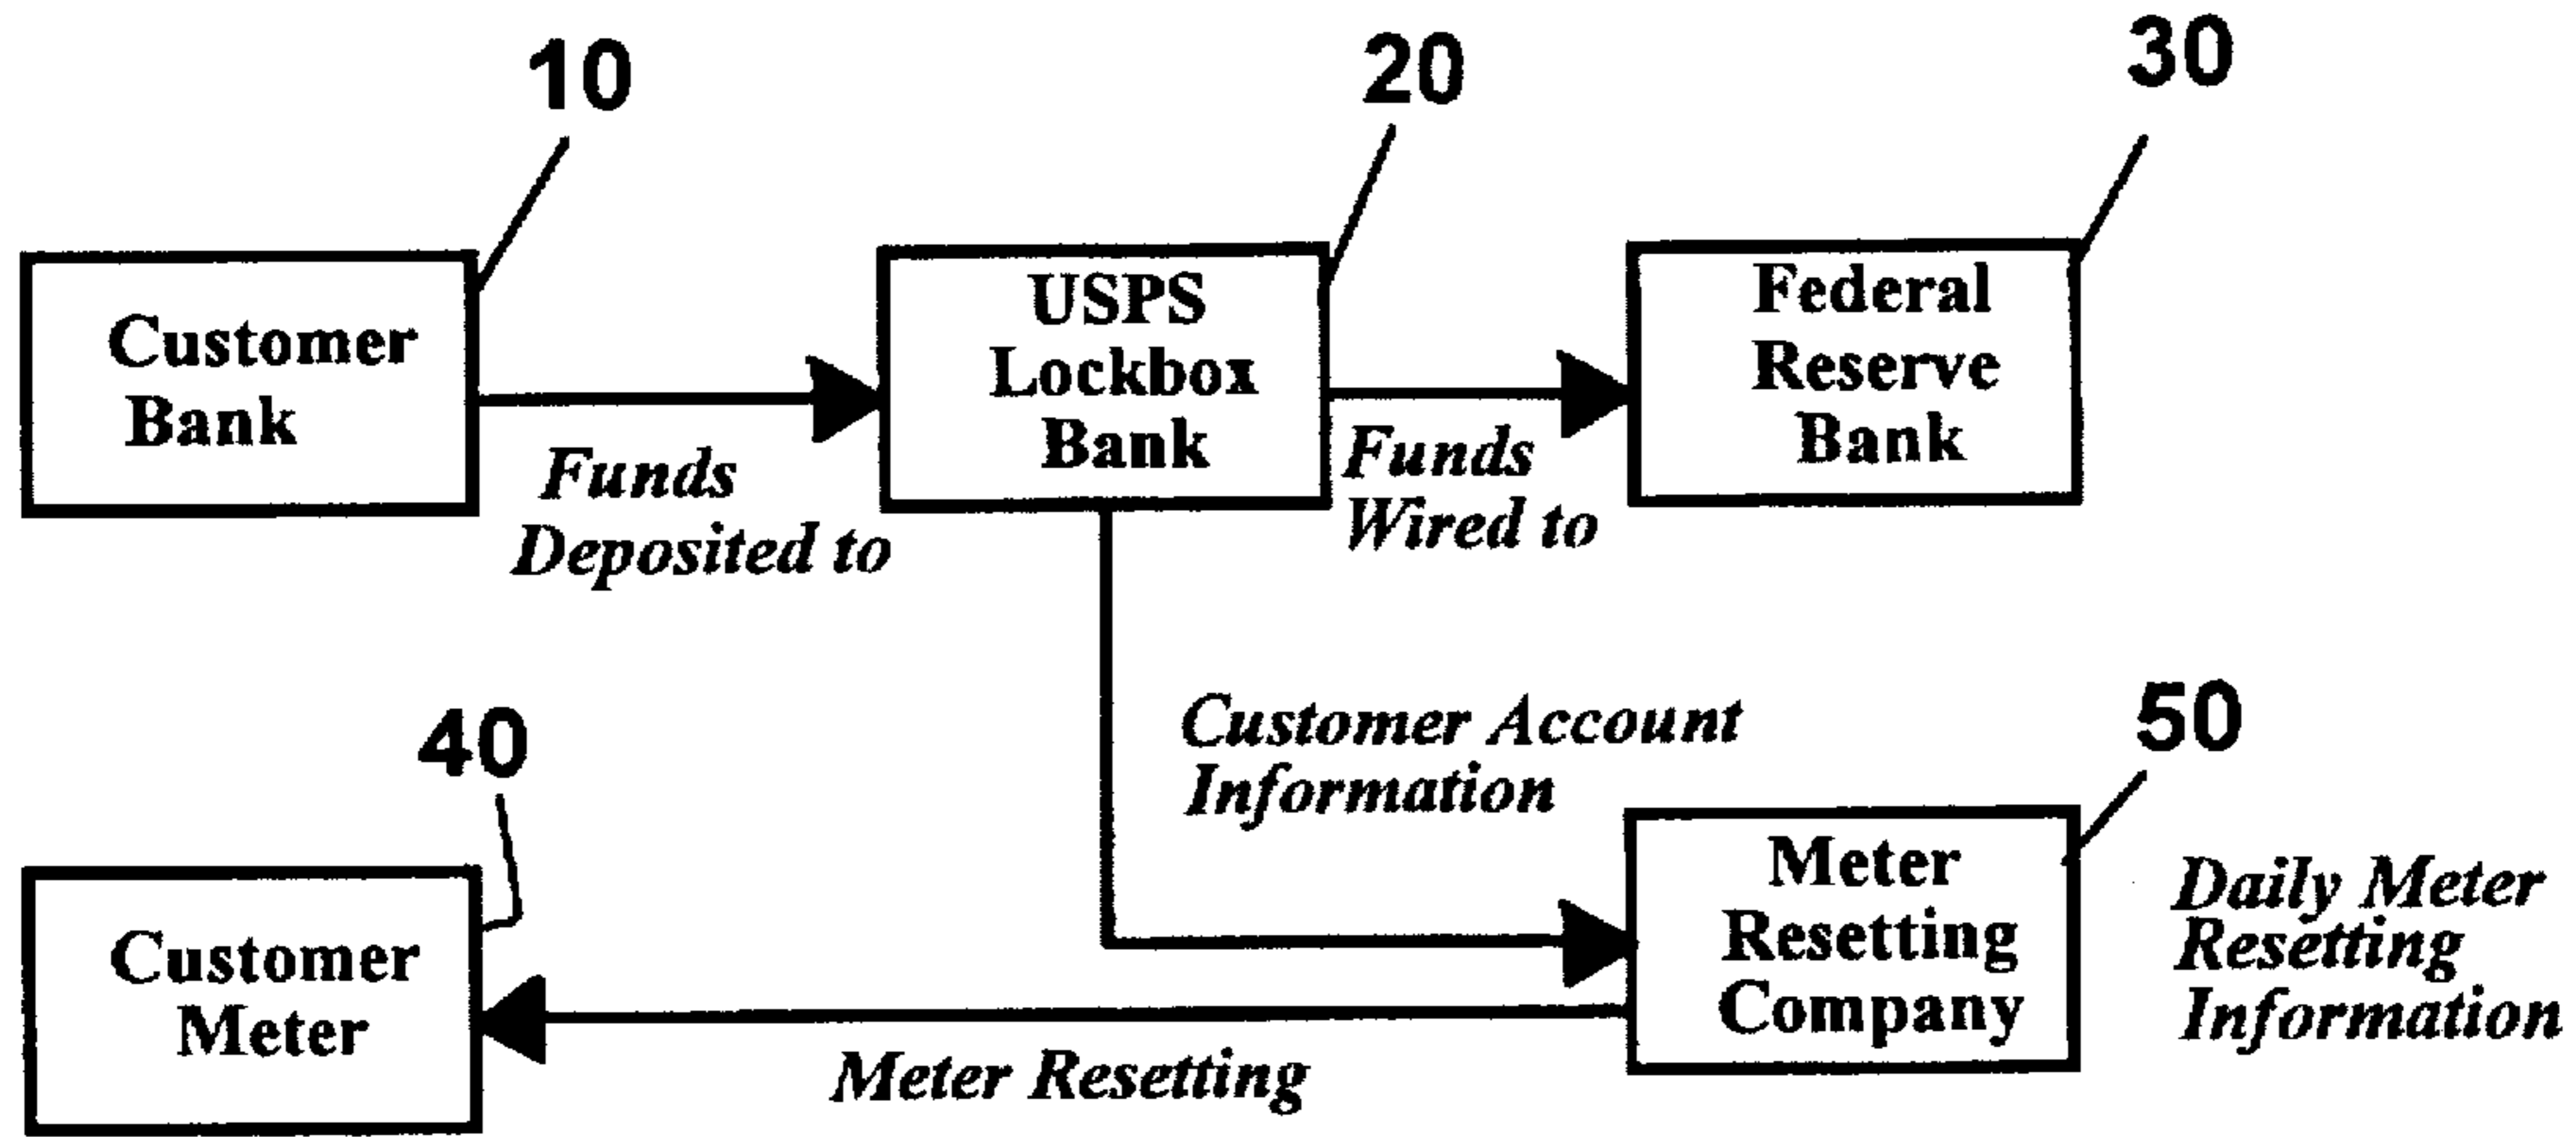 10
20
30
Customer
Bank
USPS
Lockbox
Bank
Federal
Reserve
Bank
Funds
Deposited to
Funds
Wired to
Customer Account
Information
40
50
Customer
Meter
Meter
Resetting
Company
Daily Meter
Resetting
Information
Meter Resetting